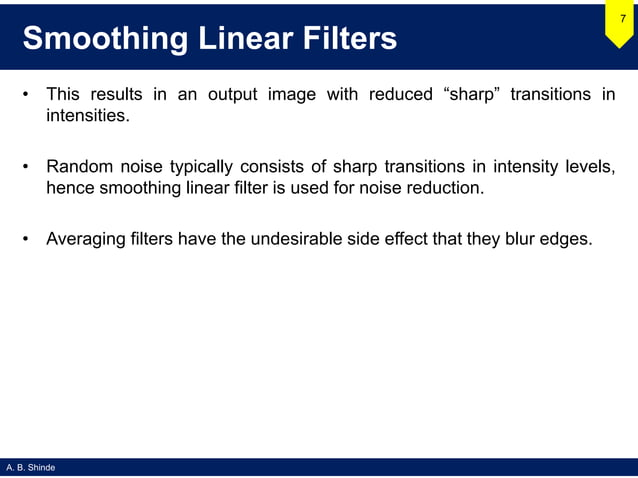 7
Smoothing Linear Filters
• This results in an output image with reduced “sharp” transitions in
intensities.
• Random noise typically consists of sharp transitions in intensity levels,
hence smoothing linear filter is used for noise reduction.
• Averaging filters have the undesirable side effect that they blur edges.
A. B. Shinde